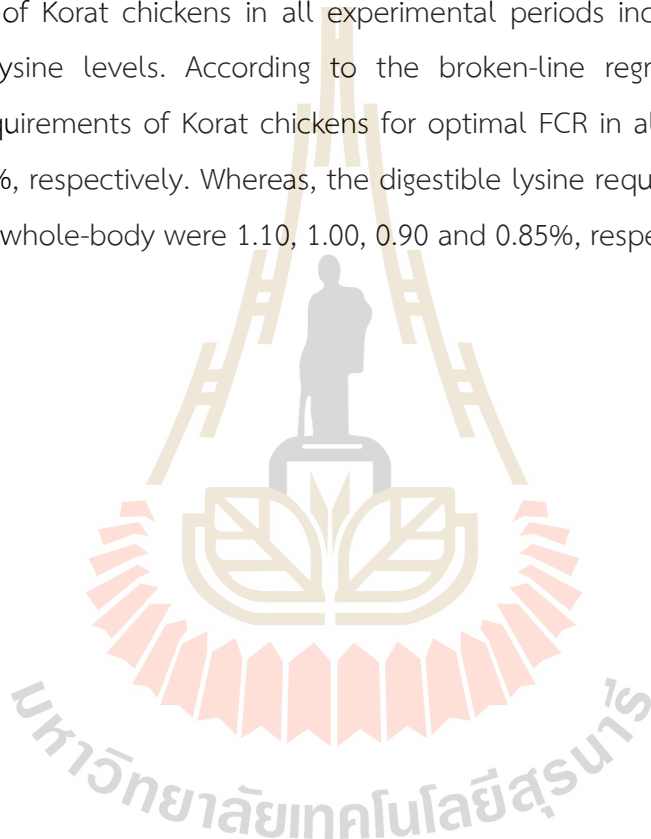 of Korat chickens in all experimental periods inc
ysine levels. According to the broken-line regr
quirements of Korat chickens for optimal FCR in al
%, respectively. Whereas, the digestible lysine requ
whole-body were 1.10, 1.00, 0.90 and 0.85%, respe
มหาวิทยาลัยเทคโนโลยีสุรนารี